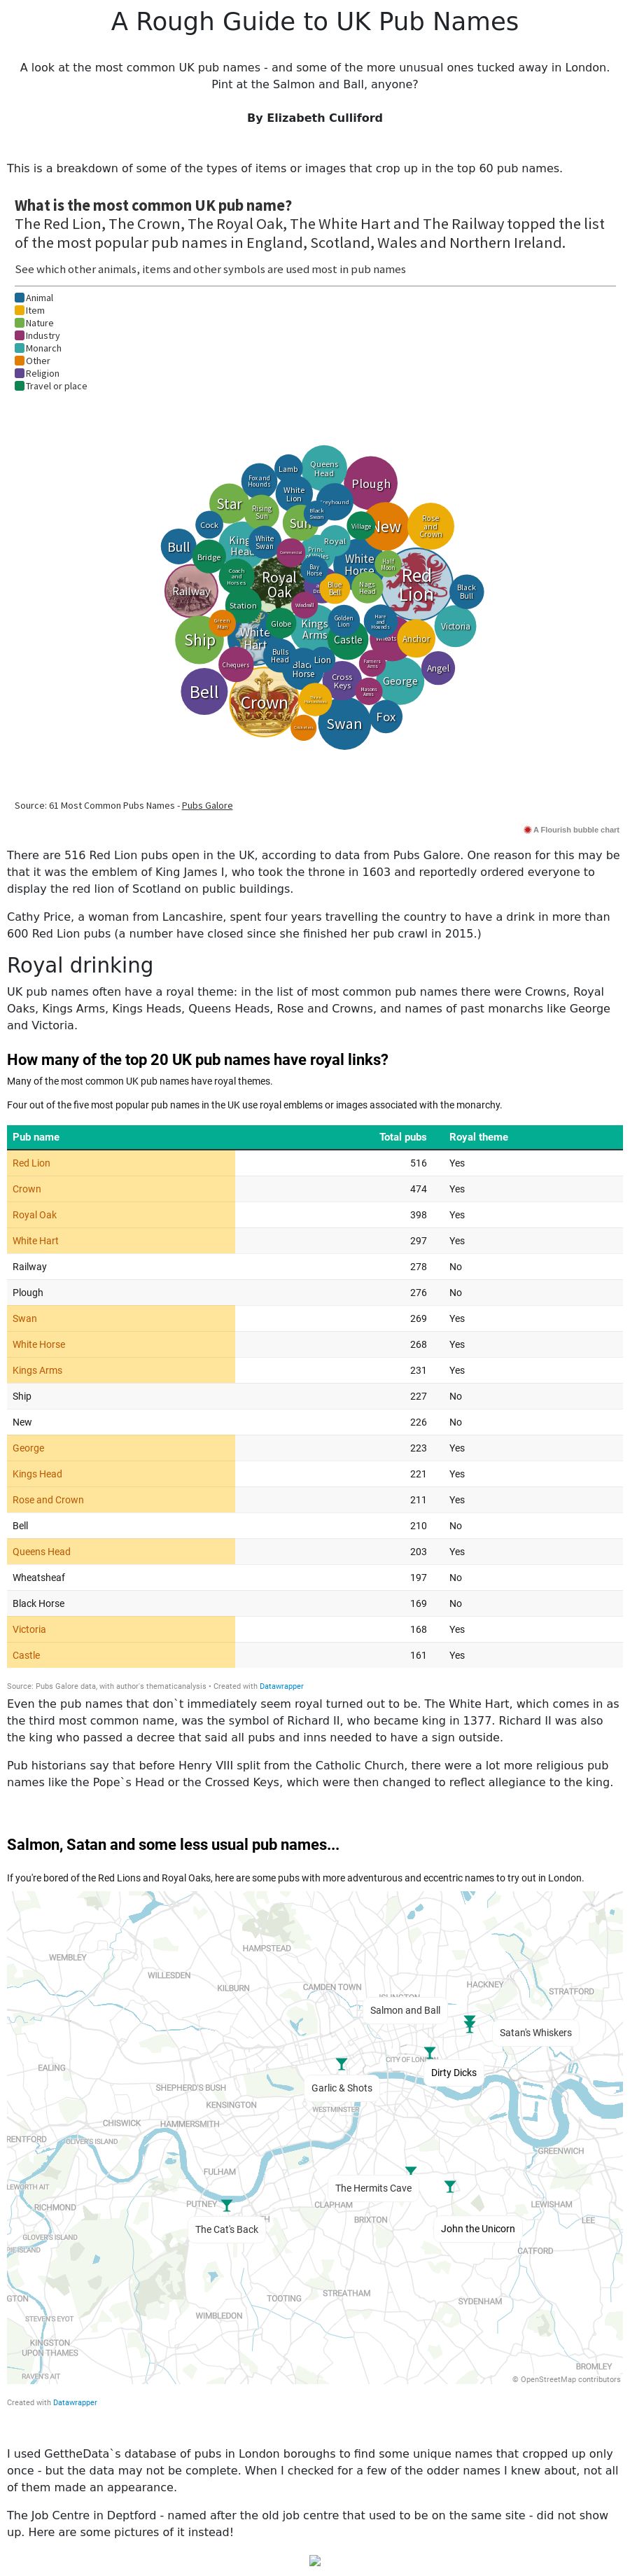 A Rough Guide to UK Pub Names
A look at the most common UK pub names - and some of the more unusual ones tucked away in London.
Pint at the Salmon and Ball, anyone?
By Elizabeth Culliford
This is a breakdown of some of the types of items or images that crop up in the top 60 pub names.
What is the most common UK pub name?
The Red Lion, The Crown, The Royal Oak, The White Hart and The Railway topped the list
of the most popular pub names in England, Scotland, Wales and Northern Ireland.
See which other animals, items and other symbols are used most in pub names
Animal
Item
Nature
Industry
Monarch
Other
Religion
Travel or place
Queens
Head
Lamb
Fox and
Hounds
Plough
White
Lion
Star
Rising
Sun
Black
Swan
Sun
Village
New
Rose
and
Crown
Cock
White
Swan
Royal
Bull
Bridge
White
Horse
Half
Moon
Red
Lion
Bay
Horse
Coach
and
Horses
Royal
Oak
Blue
Bell
Nags
Head
Black
Bull
Railway
Station
Windmill
Golden
Lion
Hare
and
Hounds
Victoria
Green
Man
Globe
Kings
Arms
Ship
White
Hart
Castle
Anchor
Bulls
Head
Lion
Chequers
Horse
Farmers
Arms
Angel
Cross
Keys
George
Masons
Arms
Bell
Crown
Swan
Fox
Source: 61 Most Common Pubs Names - Pubs Galore
A Flourish bubble chart
There are 516 Red Lion pubs open in the UK, according to data from Pubs Galore. One reason for this may be
that it was the emblem of King James I, who took the throne in 1603 and reportedly ordered everyone to
display the red lion of Scotland on public buildings.
Cathy Price, a woman from Lancashire, spent four years travelling the country to have a drink in more than
600 Red Lion pubs (a number have closed since she finished her pub crawl in 2015.)
Royal drinking
UK pub names often have a royal theme: in the list of most common pub names there were Crowns, Royal
Oaks, Kings Arms, Kings Heads, Queens Heads, Rose and Crowns, and names of past monarchs like George
and Victoria.
How many of the top 20 UK pub names have royal links?
Many of the most common UK pub names have royal themes.
Four out of the five most popular pub names in the UK use royal emblems or images associated with the monarchy.
Pub name Total pubs Royal theme
Red Lion 516 Yes
Crown 474 Yes
Royal Oak 398 Yes
White Hart 297 Yes
Railway 278 No
Plough 276 No
Swan 269 Yes
White Horse 268 Yes
Kings Arms 231 Yes
Ship 227 No
New 226 No
George 223 Yes
Kings Head 221 Yes
Rose and Crown 211 Yes
Bell 210 No
Queens Head 203 Yes
Wheatsheaf 197 No
Black Horse 169 No
Victoria 168 Yes
Castle 161 Yes
Source: Pubs Galore data, with author's thematicanalysis • Created with Datawrapper
Even the pub names that don`t immediately seem royal turned out to be. The White Hart, which comes in as
the third most common name, was the symbol of Richard II, who became king in 1377. Richard II was also
the king who passed a decree that said all pubs and inns needed to have a sign outside.
Pub historians say that before Henry VIII split from the Catholic Church, there were a lot more religious pub
names like the Pope`s Head or the Crossed Keys, which were then changed to reflect allegiance to the king.
Salmon, Satan and some less usual pub names...
If you're bored of the Red Lions and Royal Oaks, here are some pubs with more adventurous and eccentric names to try out in London.
HAMPSTEAD
WEMBLEY
WILLESDEN
KILBURN
CAMDEN TOWN
HACKNEY
STRATFORD
Salmon and Ball
Satan's Whiskers
CITY OF LONDON
EALING
Dirty Dicks
SHEPHERD'S BUSH
Garlic & Shots
KENSINGTON
WESTMINSTER
CHISWICK
HAMMERSMITH
OLIVER'S ISLAND
GREENWICH
FULHAM
The Hermits Cave
RICHMOND
PUTNEY
CLAPHAM
BRIXTON
LEWISHAM
LEE
The Cat's Back
John the Unicorn
GLOVER'S ISLAND
CATFORD
TOOTING
STREATHAM
SYDENHAM
WIMBLEDON
STEVEN'S EYOT
KINGSTON
UPON THAMES
BROMLEY
RAVEN'S AIT
© OpenStreetMap contributors
Created with Datawrapper
I used GettheData`s database of pubs in London boroughs to find some unique names that cropped up only
once - but the data may not be complete. When I checked for a few of the odder names I knew about, not all
of them made an appearance.
The Job Centre in Deptford - named after the old job centre that used to be on the same site - did not show
up. Here are some pictures of it instead!